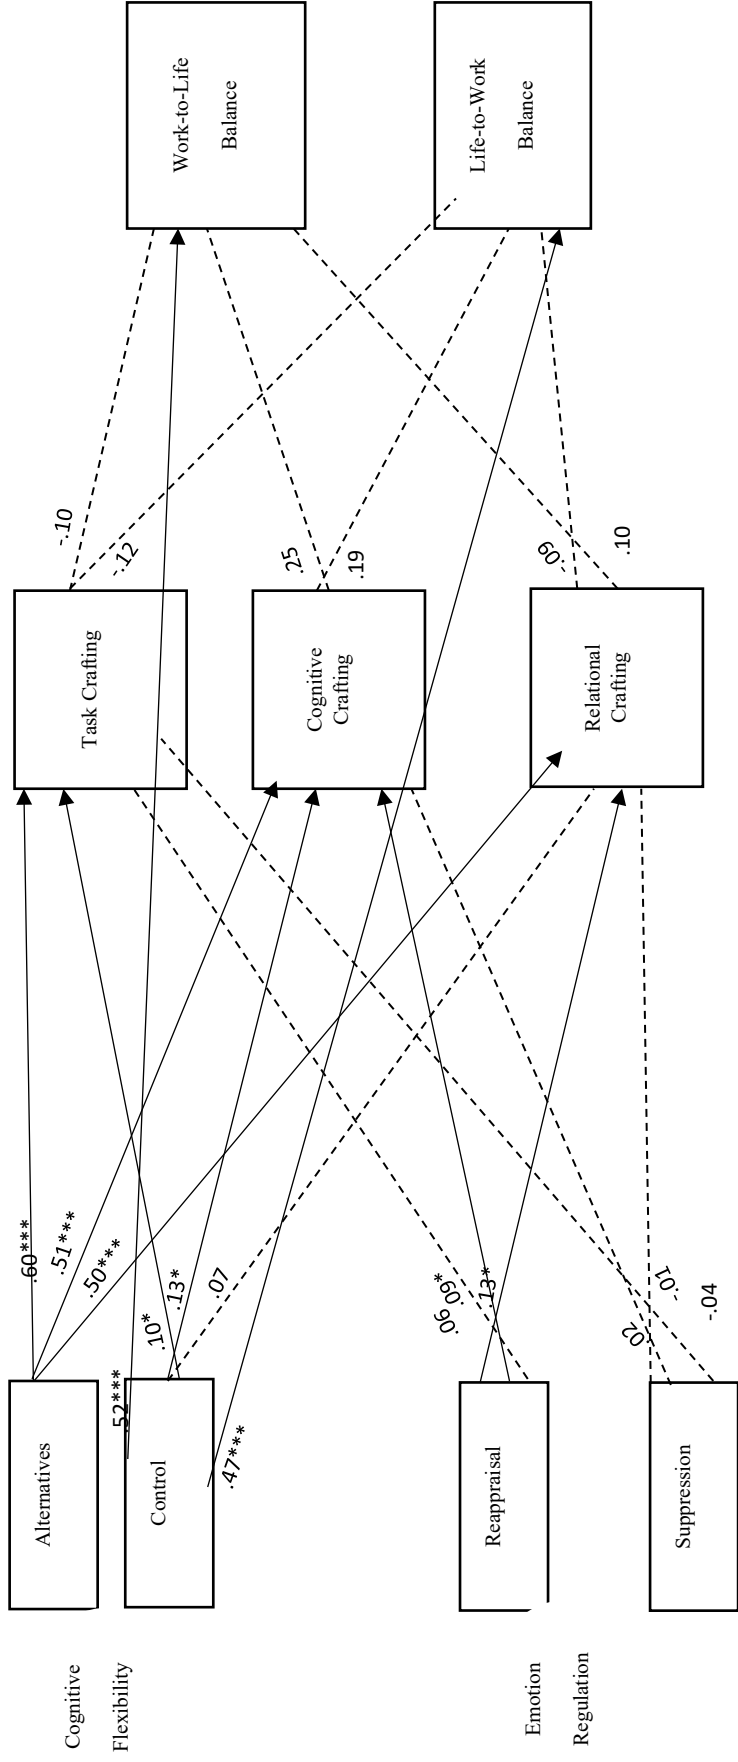 Cognitive
Flexibility
Emotion
Regulation
Alternatives
Control
Reappraisal
Suppression
.60***
.51***
.50***
.52***
.10*
.13*
.07
.47***
.06
.09*
.13*
.02
-.01
-.04
Task Crafting
Cognitive
Crafting
Relational
Crafting
-.10
-.12
.25
.19
-.09
.10
Work-to-Life
Balance
Life-to-Work
Balance